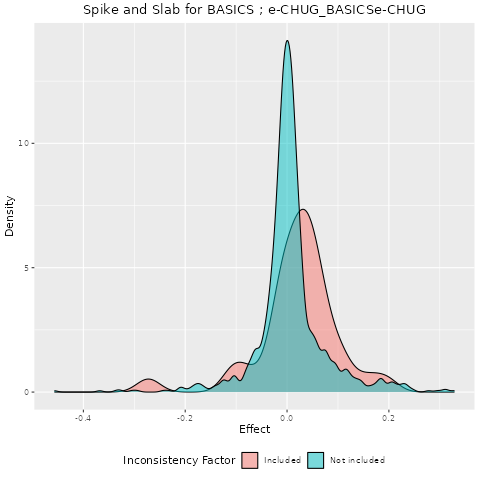 Spike and Slab for BASICS ; e-CHUG_BASICSe-CHUG
Density
10
5
0
-0.4 -0.2 0.0 0.2
Effect
Inconsistency Factor Included Not included